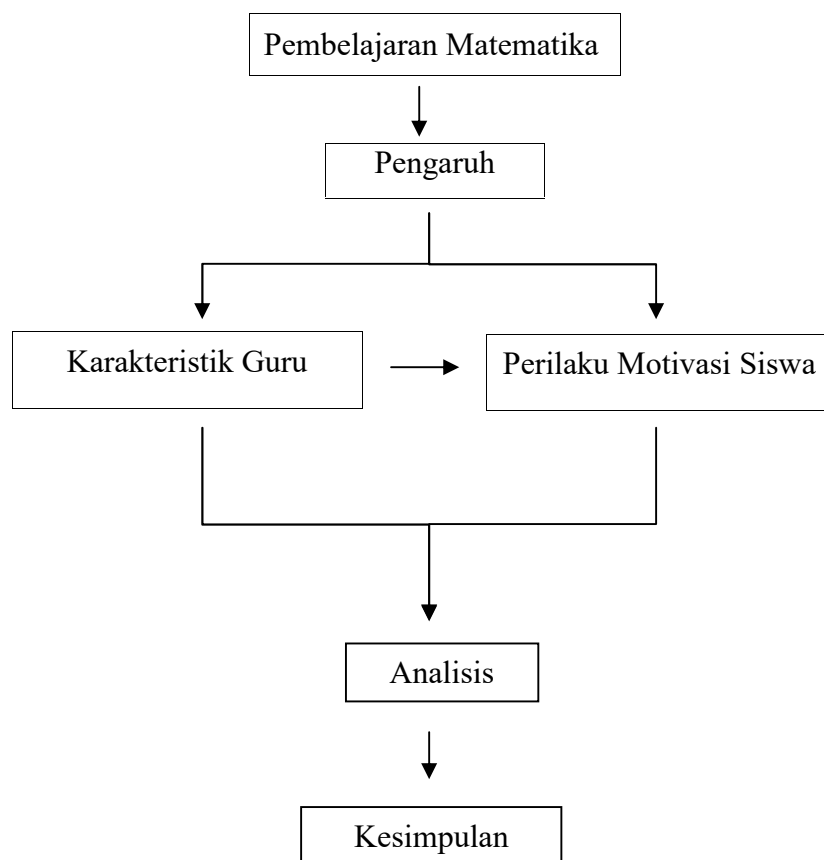 Pembelajaran Matematika
Pengaruh
Karakteristik Guru
Perilaku Motivasi Siswa
Analisis
Kesimpulan